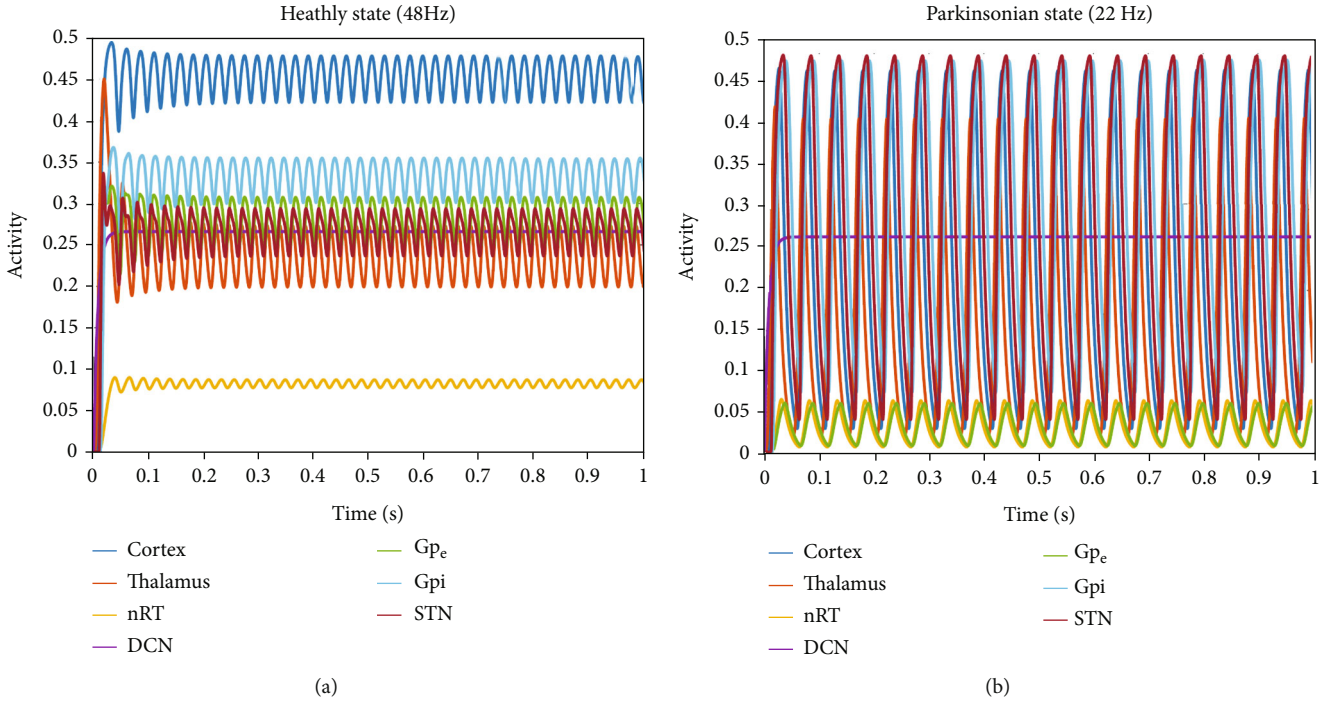 Heathly state (48Hz)
0.5
0.45
0.4
0.35
0.3
0.25
0.2
0.15
0.1
0.05
0
Activity
0 0.1 0.2 0.3 0.4 0.5 0.6 0.7 0.8 0.9 1
Time (s)
Cortex
Thalamus
nRT
DCN
Gpe
Gpi
STN
(a)
Parkinsonian state (22 Hz)
0.5
0.45
0.4
0.35
0.3
0.25
0.2
0.15
0.1
0.05
0
Activity
0 0.1 0.2 0.3 0.4 0.5 0.6 0.7 0.8 0.9 1
Time (s)
Cortex
Thalamus
nRT
DCN
Gpe
Gpi
STN
(b)